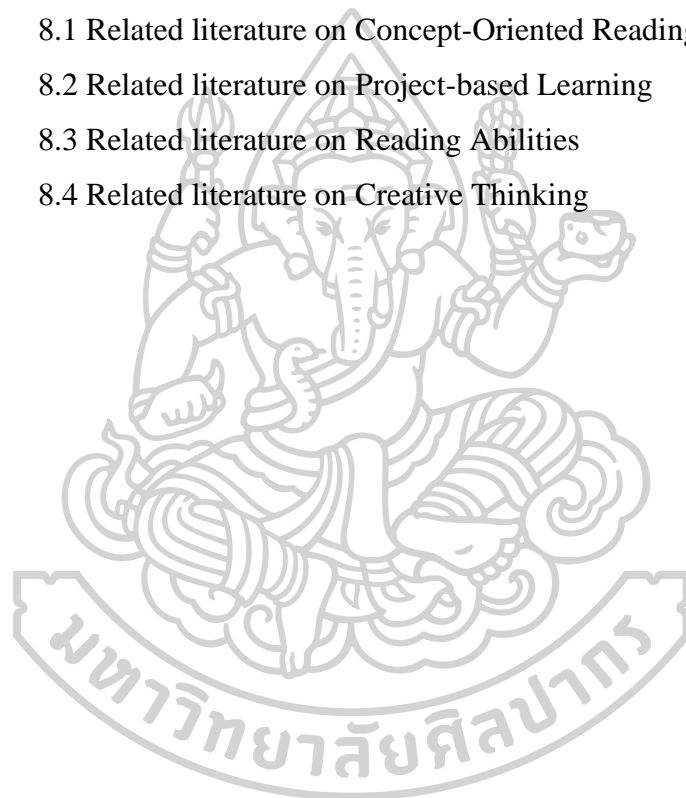 8.1 Related literature on Concept-Oriented Reading
8.2 Related literature on Project-based Learning
8.3 Related literature on Reading Abilities
8.4 Related literature on Creative Thinking
มหาวิทยาลัยศิลปากร